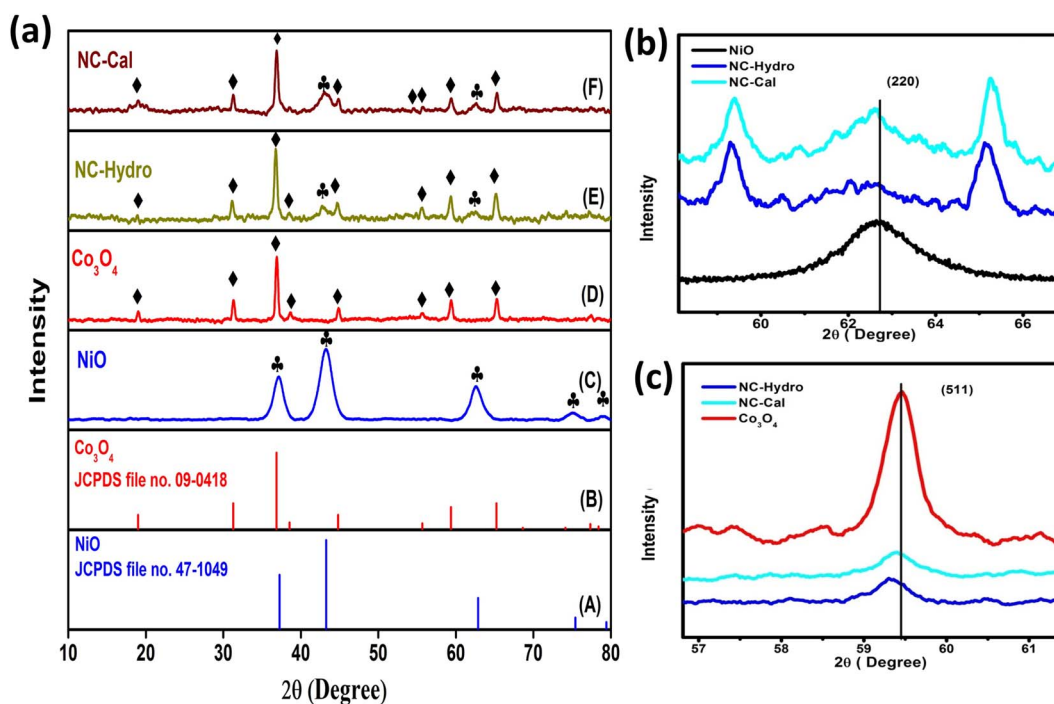 (a)
Intensity
NC-Cal
(F)
NC-Hydro
(E)
Co₃O₄
(D)
NiO
(C)
Co₃O₄
JCPDS file no. 09-0418
(B)
NiO
JCPDS file no. 47-1049
(A)
10 20 30 40 50 60 70 80
2θ (Degree)
(b)
NiO
NC-Hydro
NC-Cal
(220)
Intensity
60 62 64 66
2θ ( Degree)
(c)
NC-Hydro
NC-Cal
Co₃O₄
(511)
Intensity
57 58 59 60 61
2θ ( Degree)